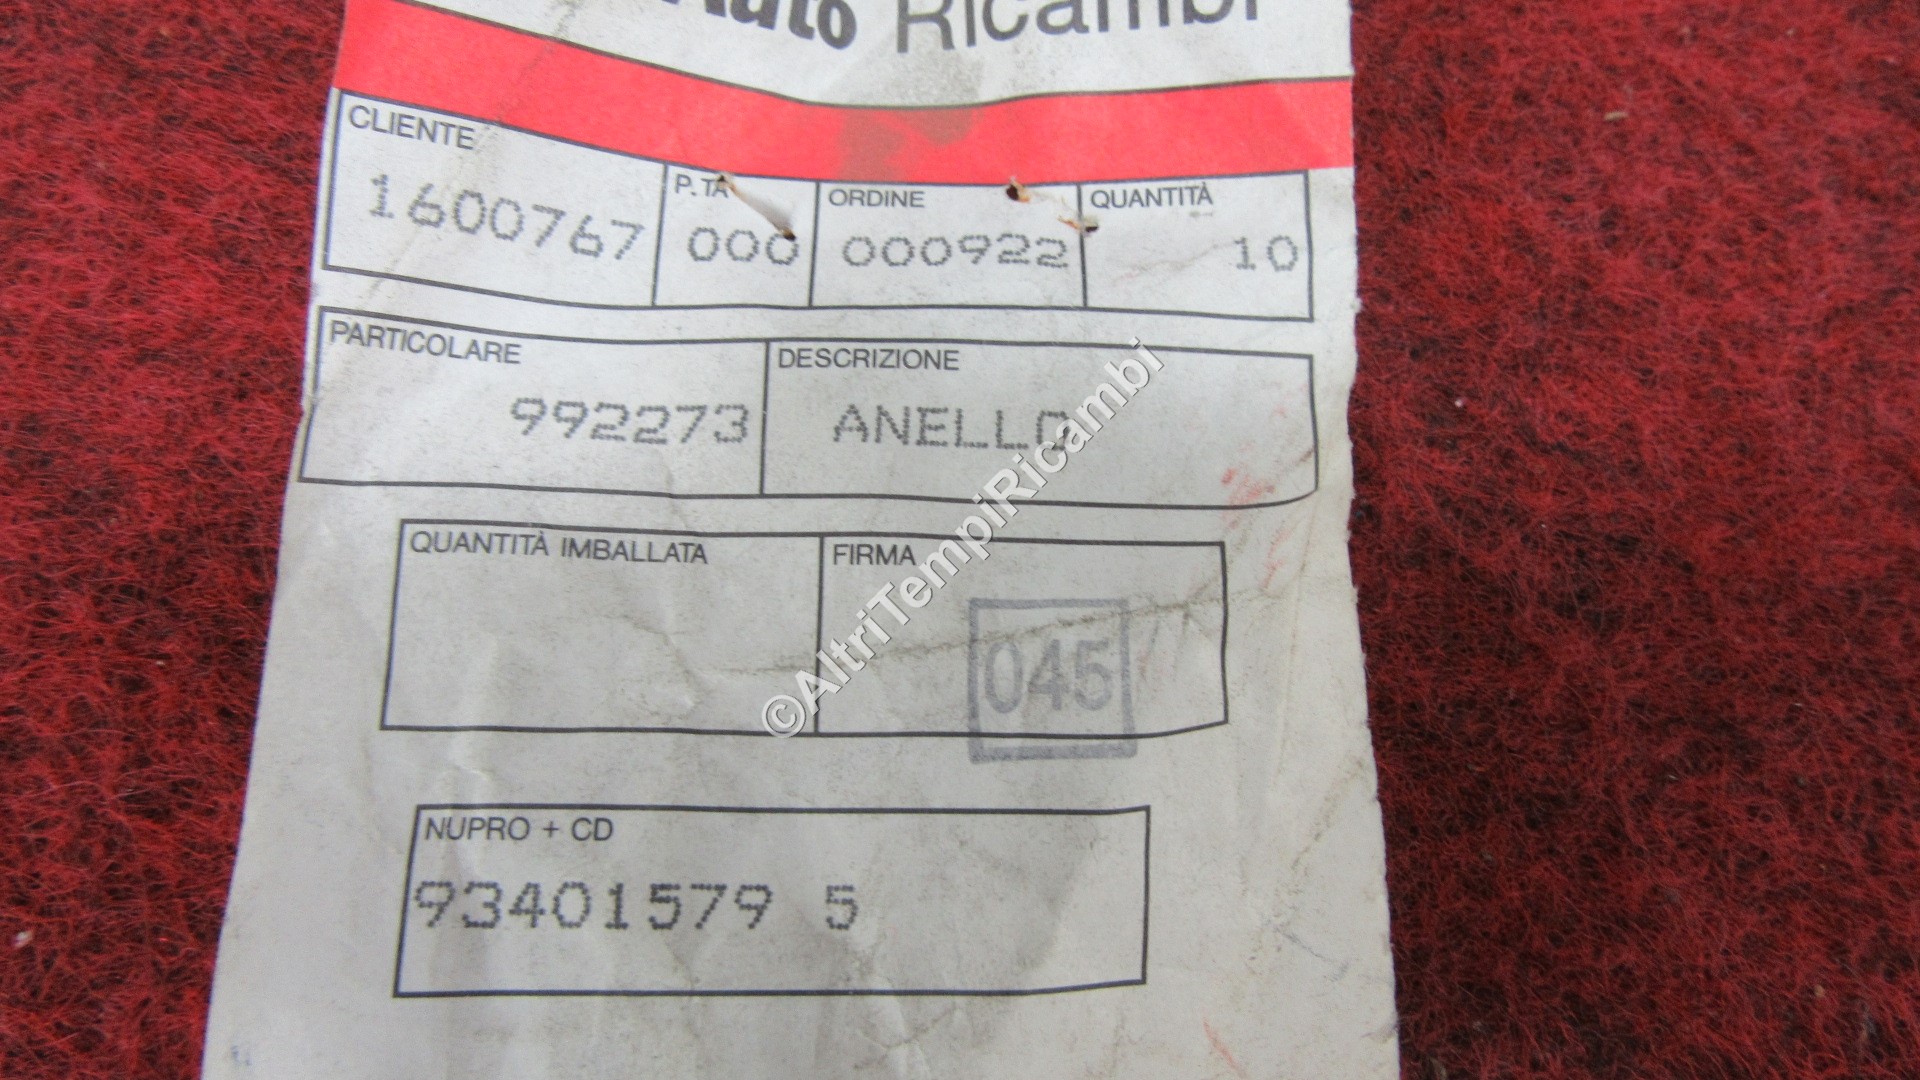 Auto Ricambi
CLIENTE P.TA ORDINE QUANTITÀ
1600767 000 000922 10
PARTICOLARE DESCRIZIONE
992273 ANELLO
QUANTITÀ IMBALLATA FIRMA
045
NUPRO + CD
93401579 5
©AltriTempiRicambi